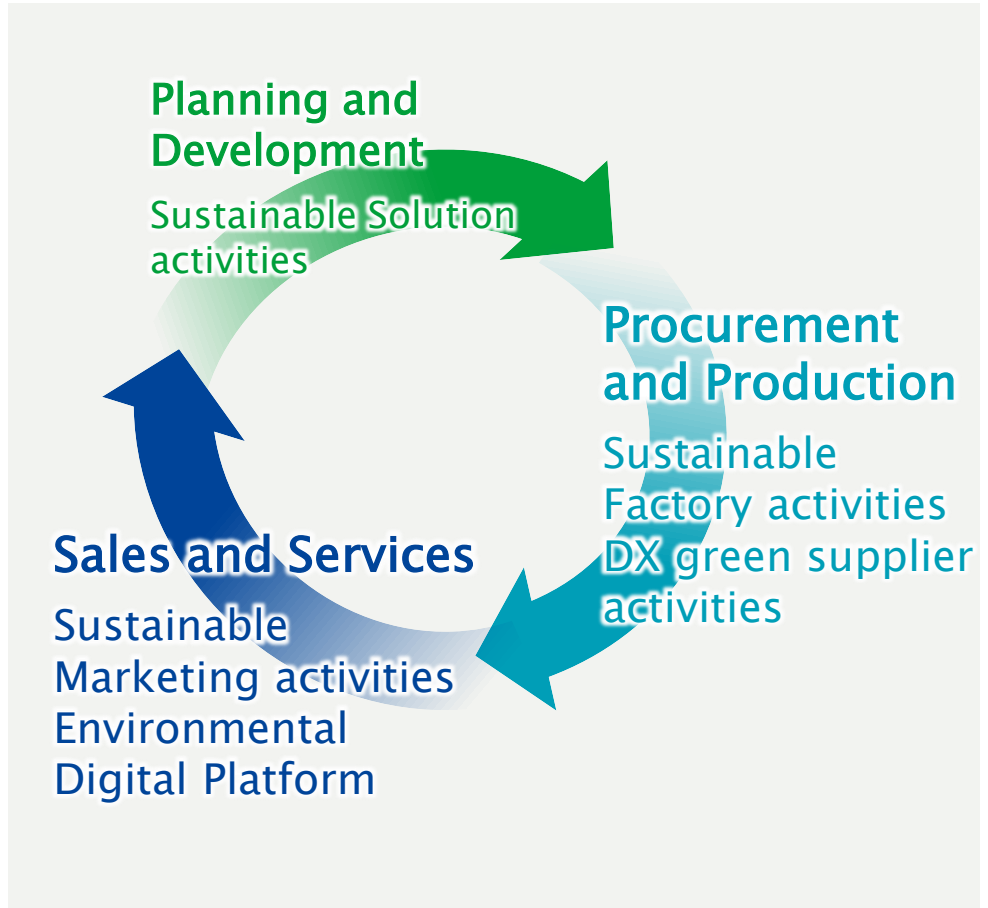 Planning and
Development
Sustainable Solution
activities
Procurement
and Production
Sustainable
Factory activities
DX green supplier
activities
Sales and Services
Sustainable
Marketing activities
Environmental
Digital Platform